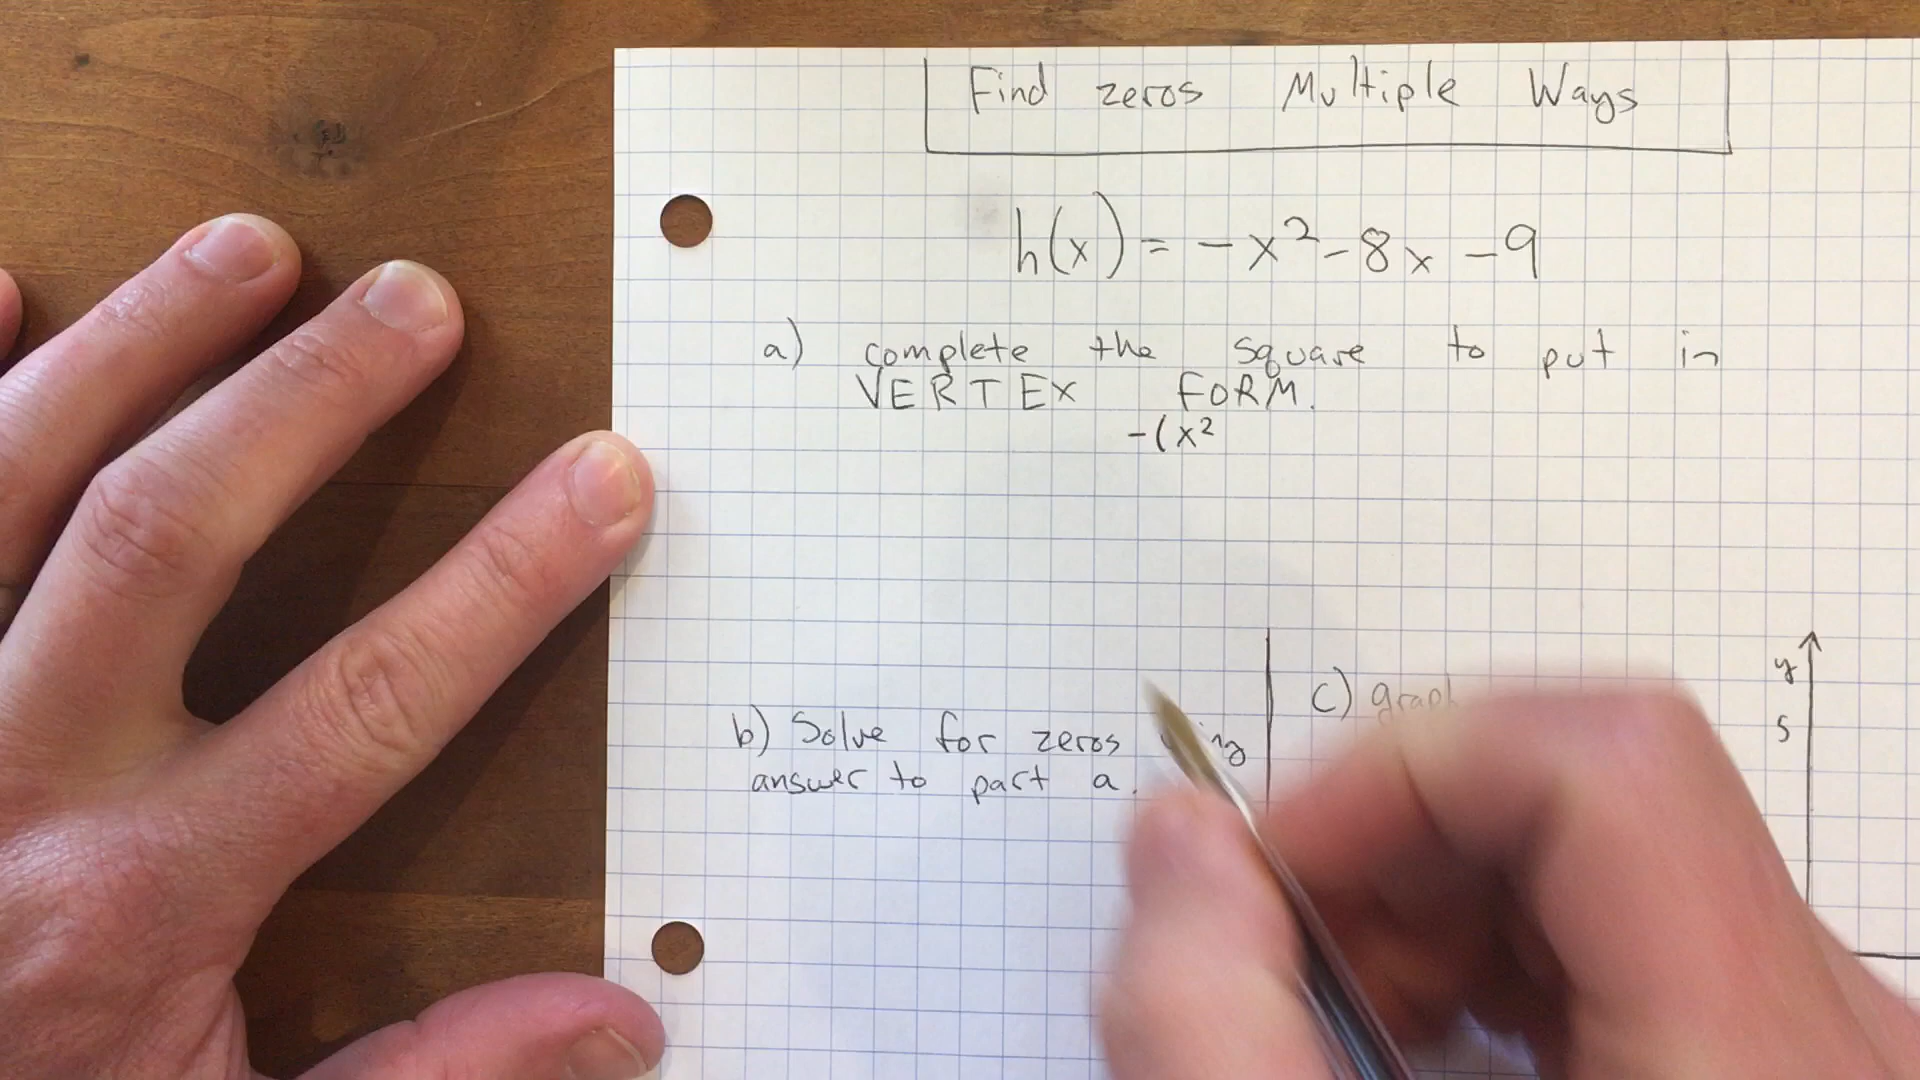 Find zeros Multiple Ways
h(x) = -x²-8x -9
a) complete the square to put in
VERTEX FORM.
-(x²
b) Solve for zeros
answer to part a.
c) graph
y
5